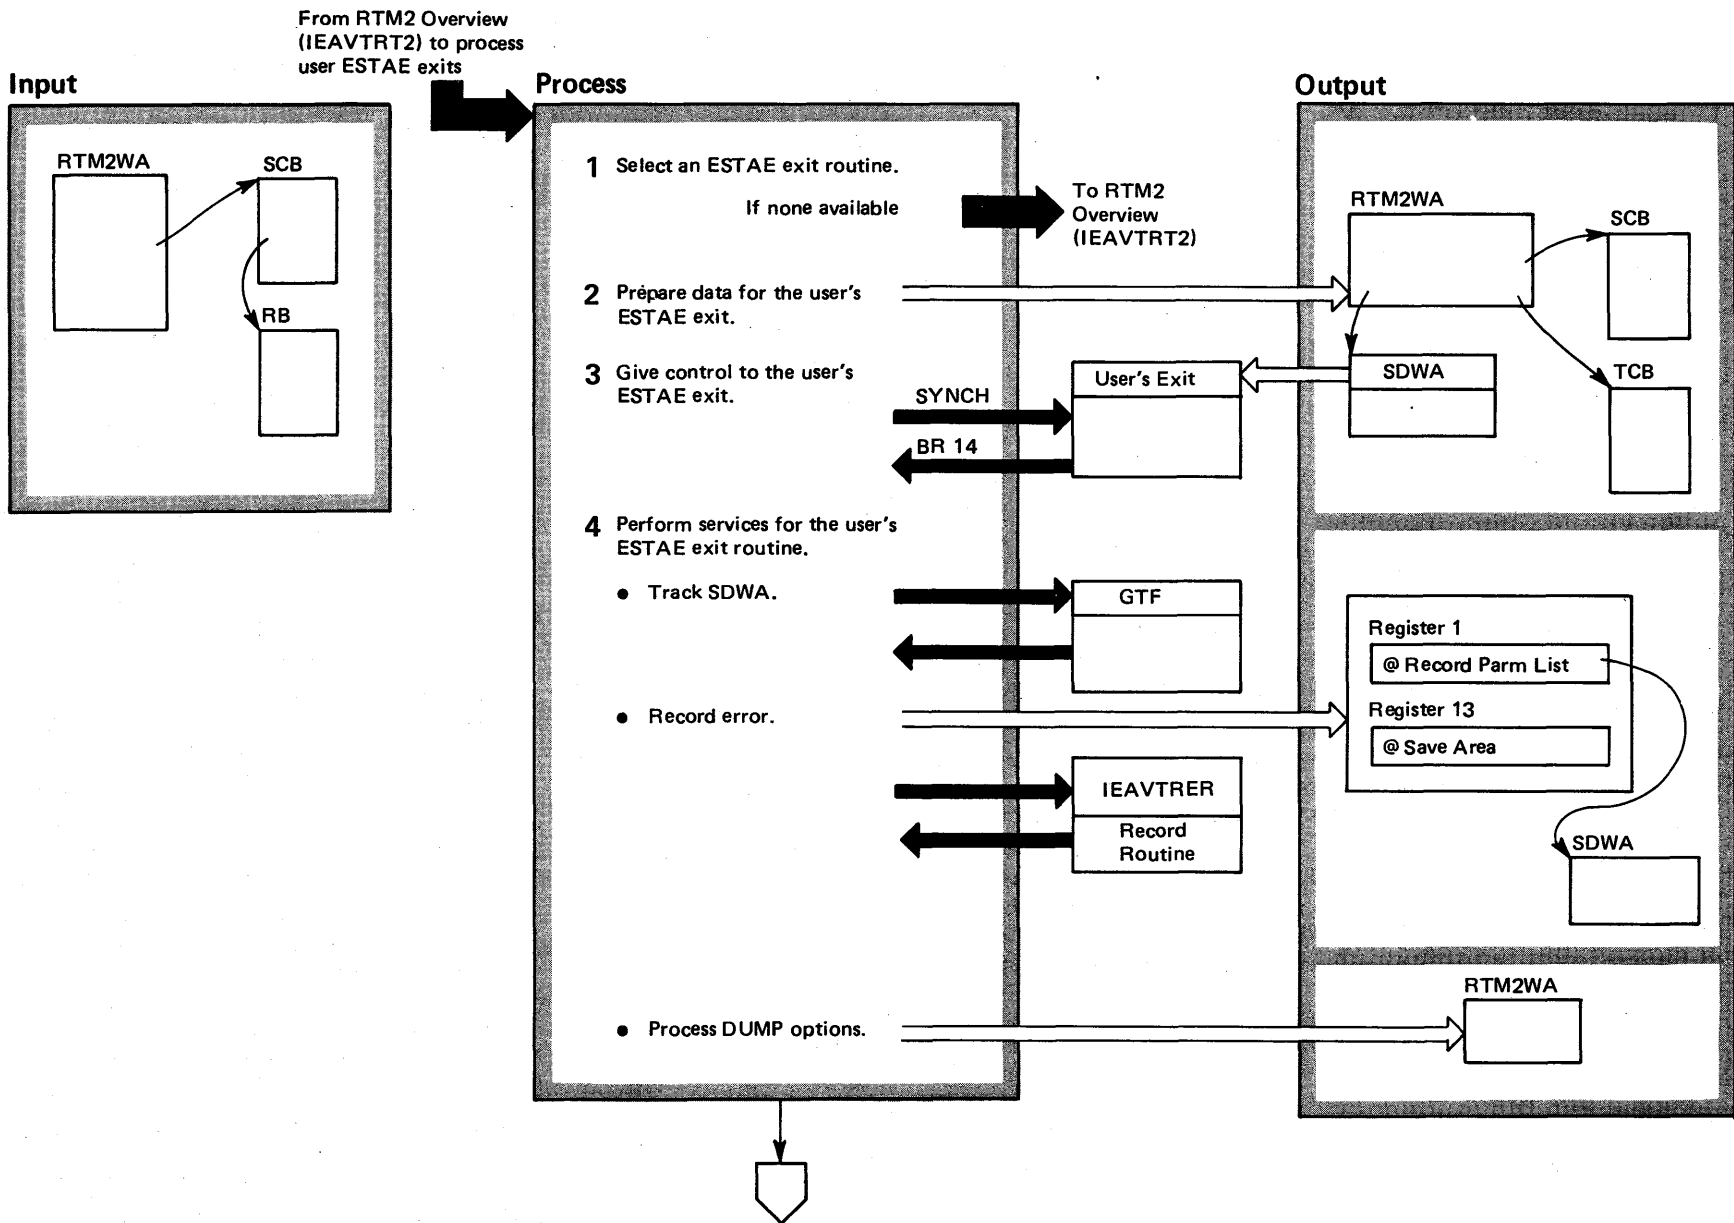 From RTM2 Overview
(IEAVTRT2) to process
user ESTAE exits
Input
Process
Output
RTM2WA
SCB
RB
1 Select an ESTAE exit routine.
If none available
To RTM2
Overview
(IEAVTRT2)
2 Prepare data for the user's
ESTAE exit.
3 Give control to the user's
ESTAE exit.
SYNCH
BR 14
User's Exit
RTM2WA
SCB
SDWA
TCB
4 Perform services for the user's
ESTAE exit routine.
• Track SDWA.
GTF
• Record error.
Register 1
@ Record Parm List
Register 13
@ Save Area
IEAVTRER
Record
Routine
SDWA
• Process DUMP options.
RTM2WA